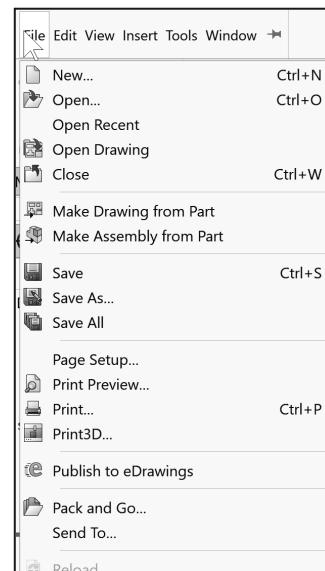 File Edit View Insert Tools Window
New... Ctrl+N
Open... Ctrl+O
Open Recent
Open Drawing
Close Ctrl+W
Make Drawing from Part
Make Assembly from Part
Save Ctrl+S
Save As...
Save All
Page Setup...
Print Preview...
Print... Ctrl+P
Print3D...
Publish to eDrawings
Pack and Go...
Send To...
Reload